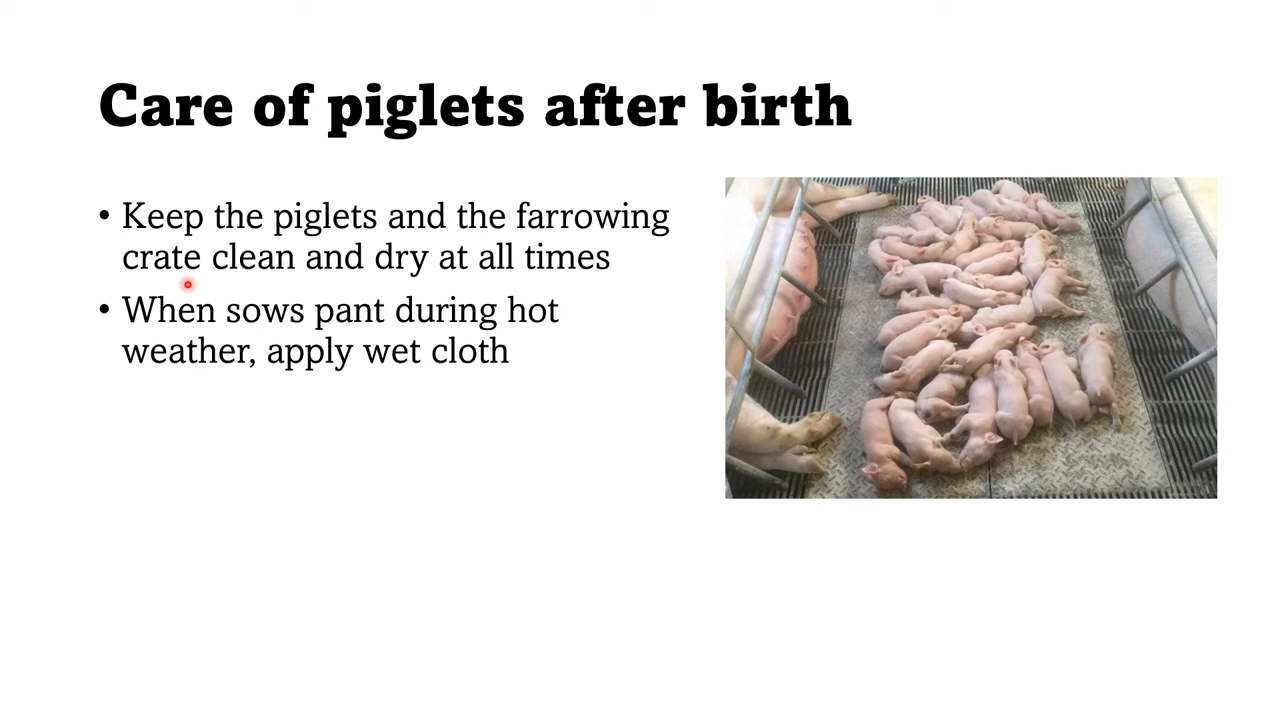 Care of piglets after birth
• Keep the piglets and the farrowing
crate clean and dry at all times
• When sows pant during hot
weather, apply wet cloth